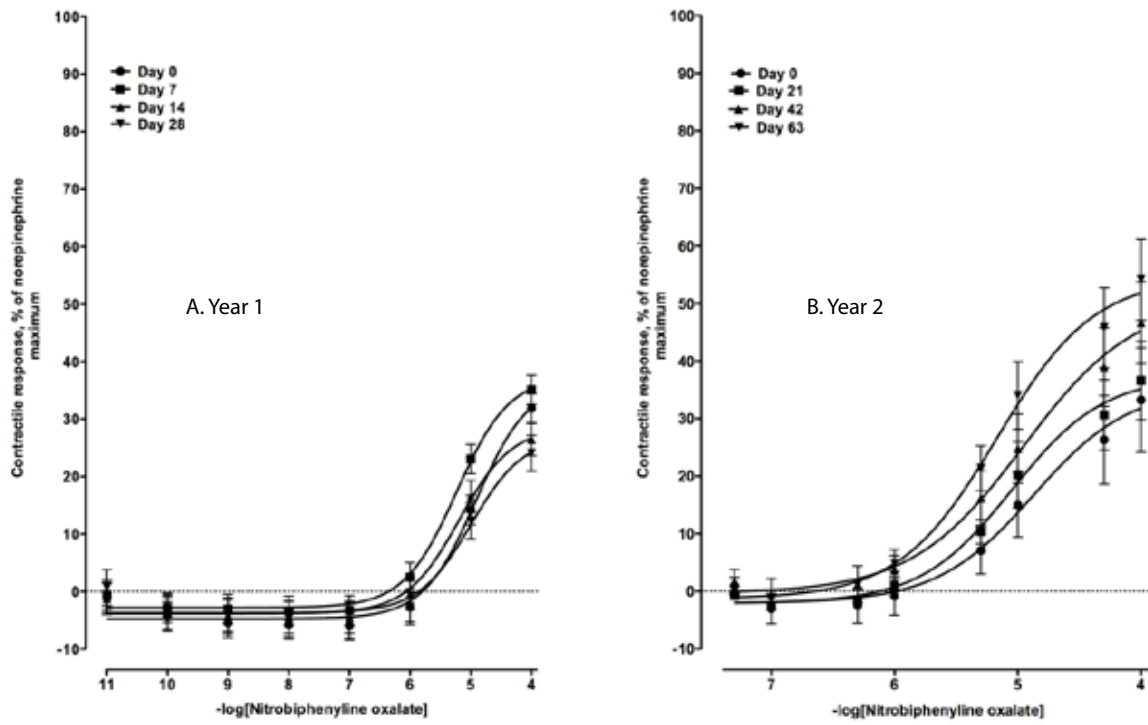 100
90
80
70
60
50
40
30
20
10
0
-10
Contractile response, % of norepinephrine
maximum
Day 0
Day 7
Day 14
Day 28
A. Year 1
11 10 9 8 7 6 5 4
-log[Nitrobiphenyline oxalate]
100
90
80
70
60
50
40
30
20
10
0
-10
Contractile response, % of norepinephrine
maximum
Day 0
Day 21
Day 42
Day 63
B. Year 2
7 6 5 4
-log[Nitrobiphenyline oxalate]